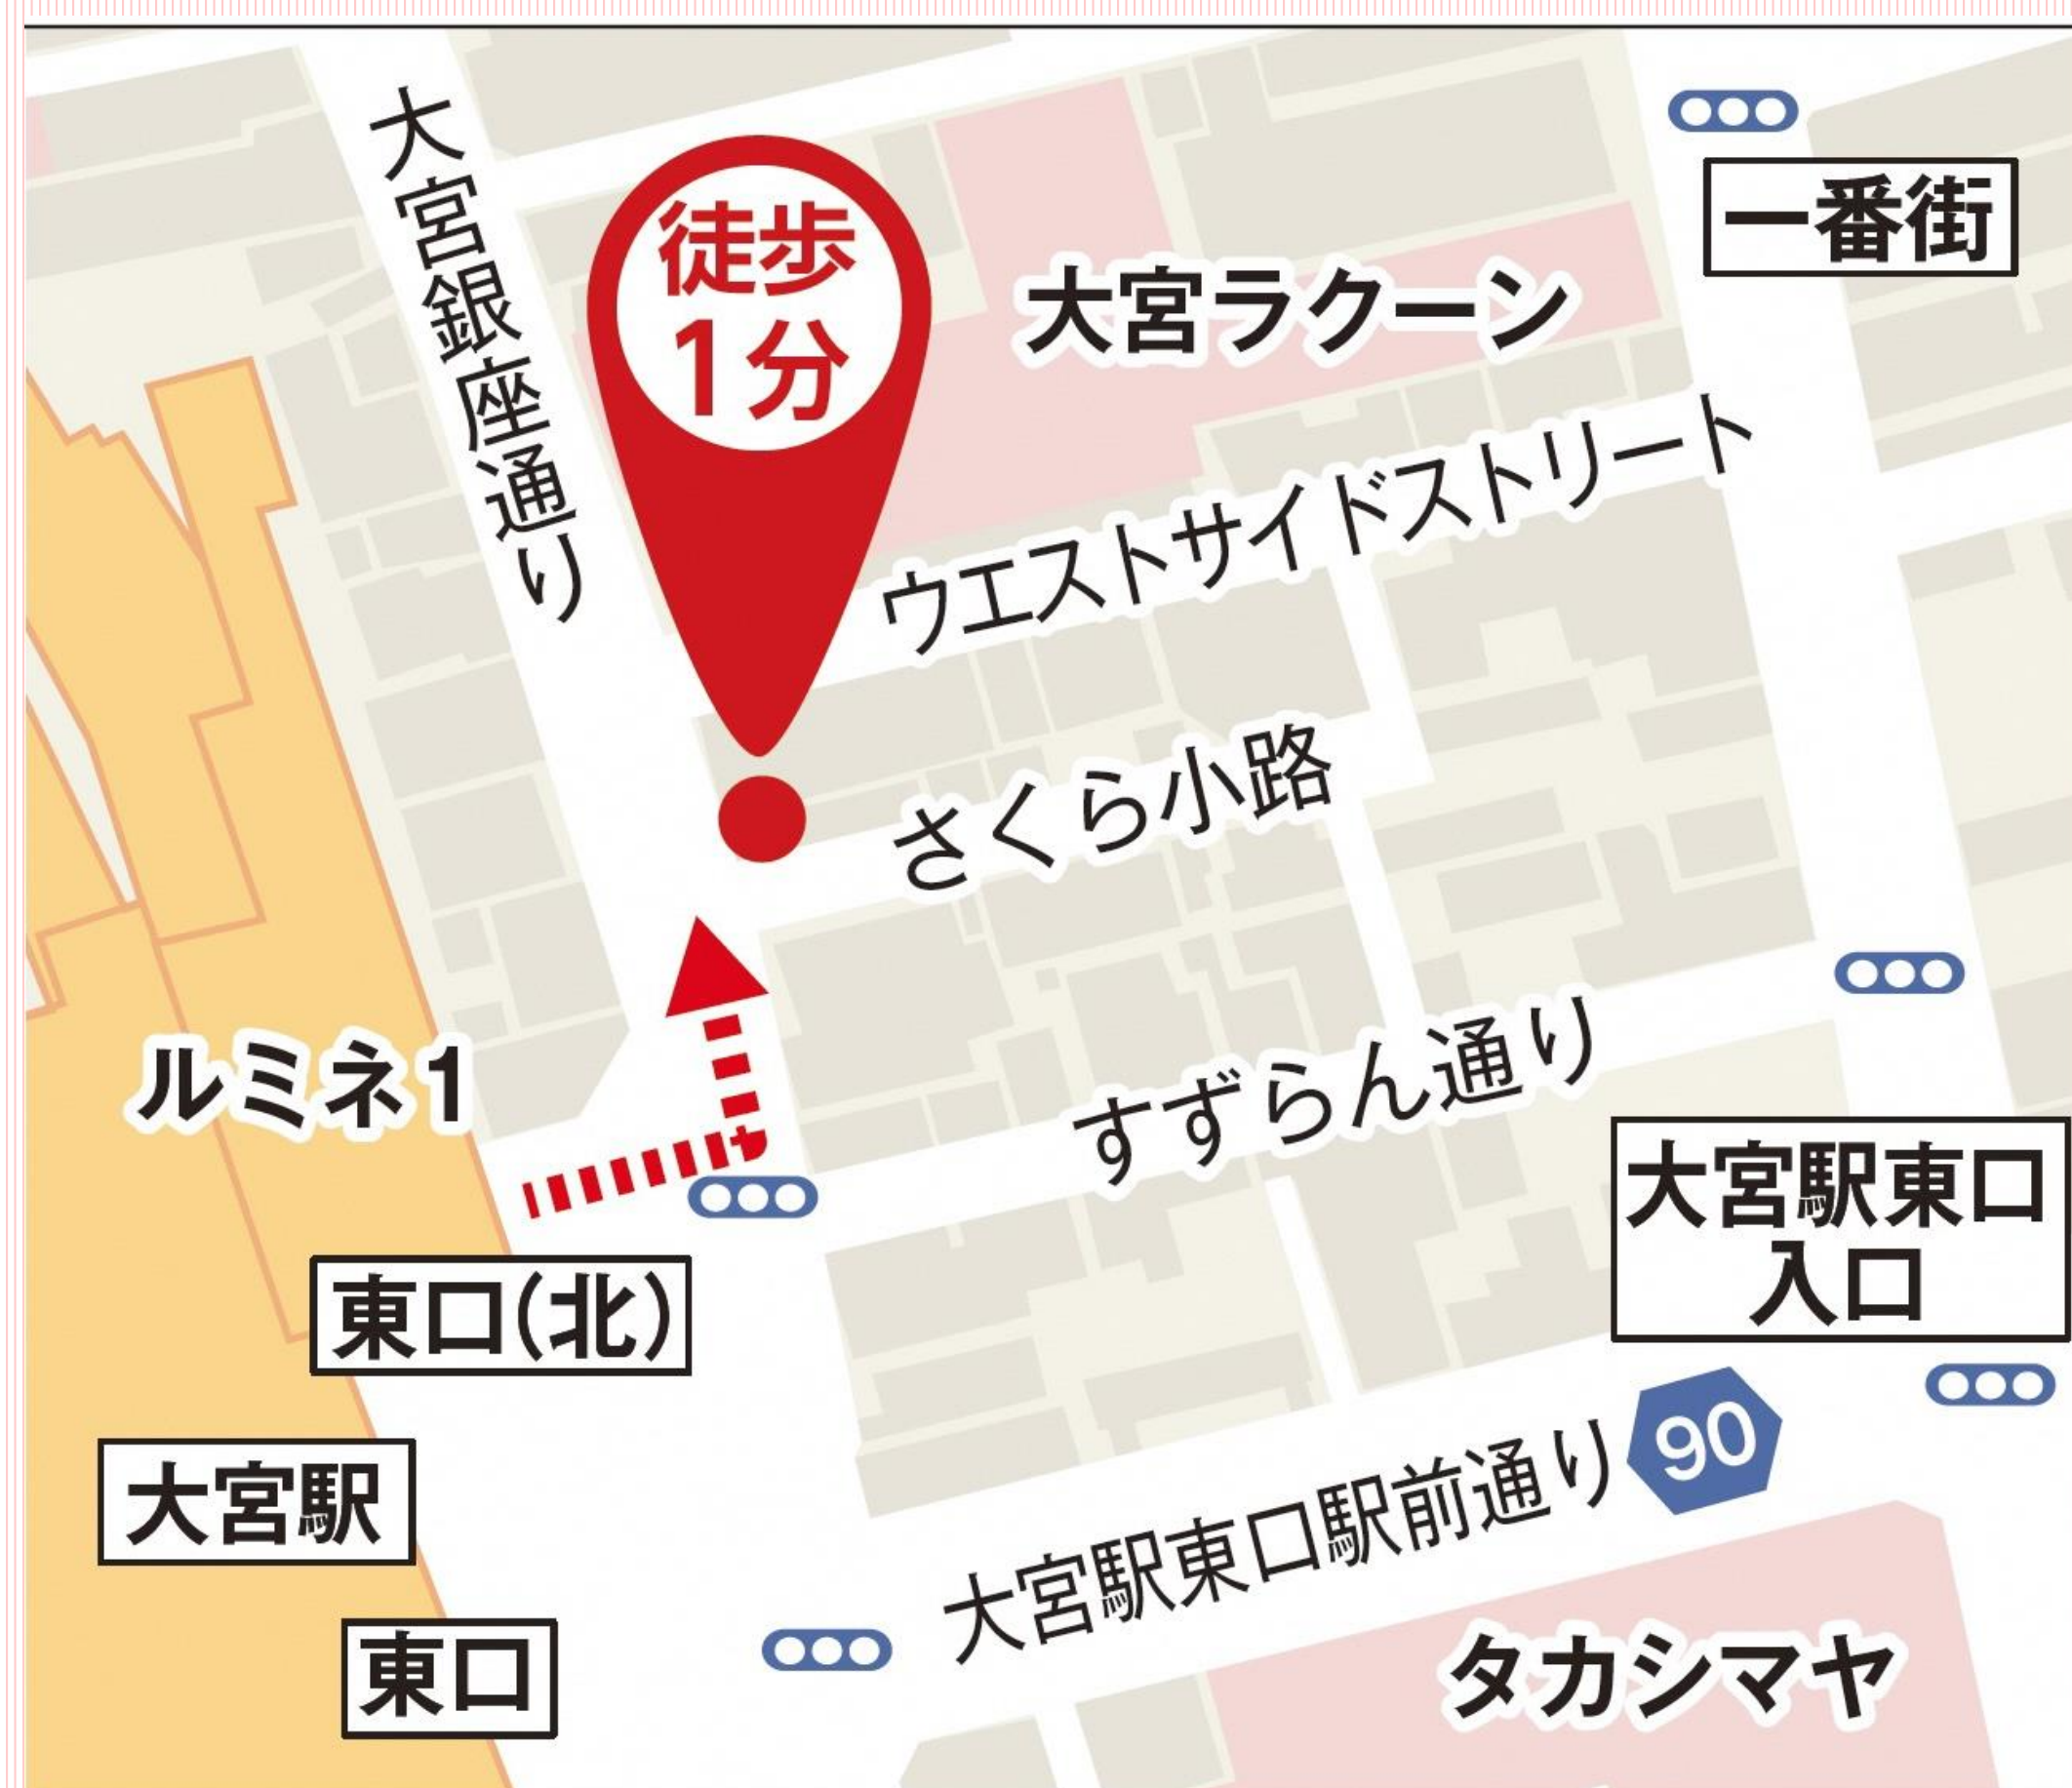 大宮銀座通り
徒歩
1分
一番街
大宮ラクーン
ウエストサイドストリート
さくら小路
すずらん通り
ルミネ1
大宮駅東口
入口
東口(北)
90
大宮駅
大宮駅東口駅前通り
東口
タカシマヤ